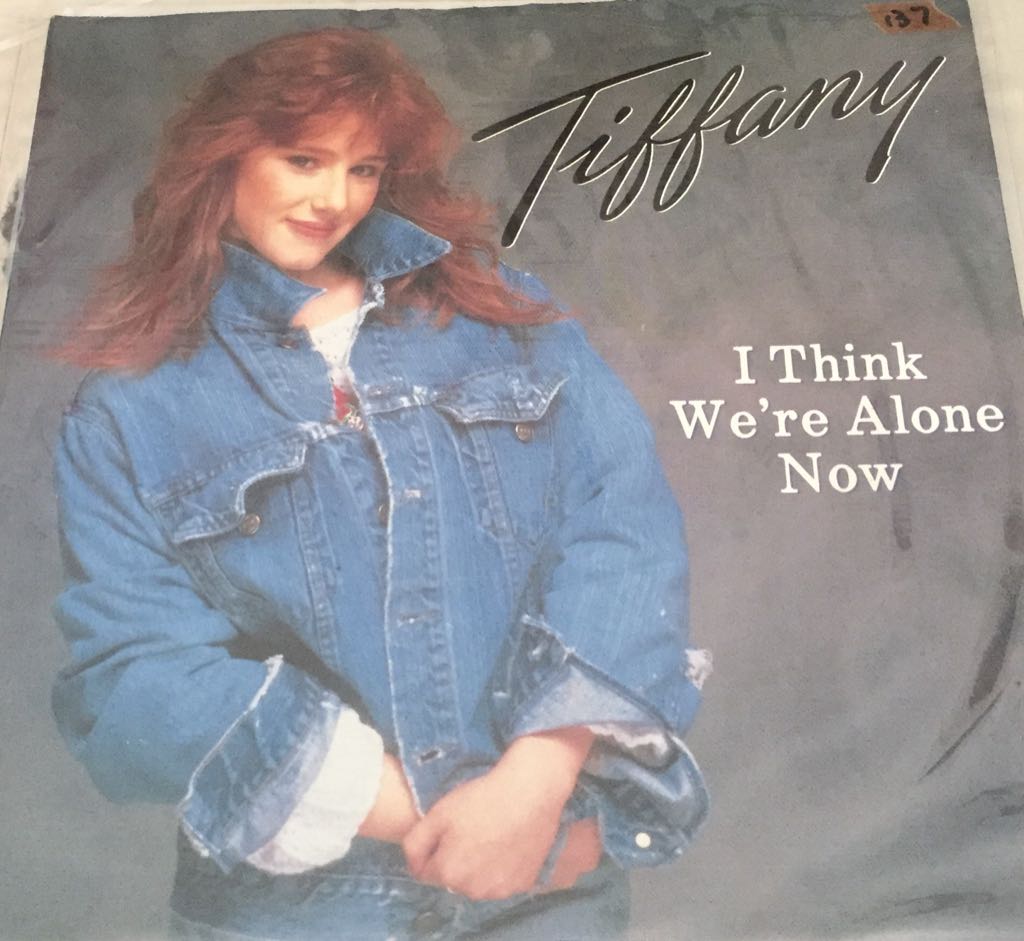 137
Tiffany
I Think
We're Alone
Now